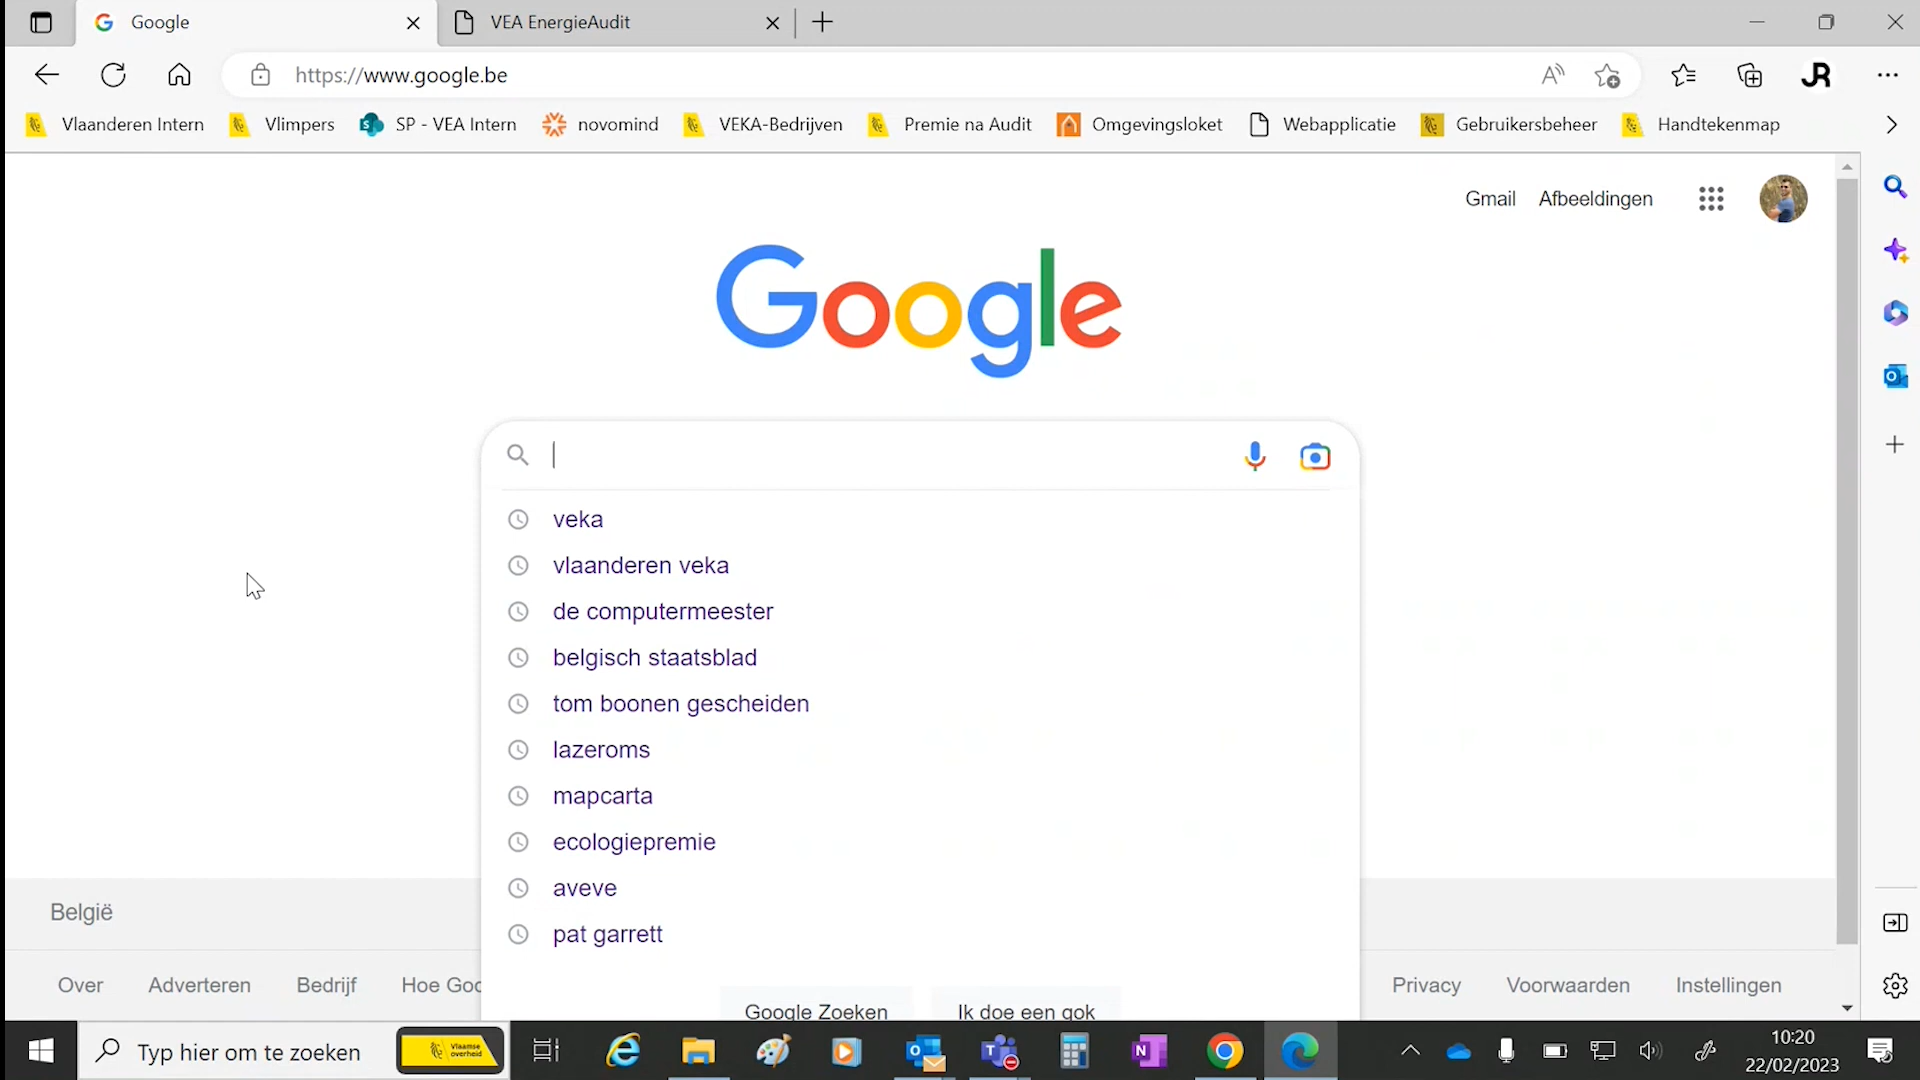 Google
VEA EnergieAudit
https://www.google.be
Vlaanderen Intern
Vlimpers
SP - VEA Intern
novomind
VEKA-Bedrijven
Premie na Audit
Omgevingsloket
Webapplicatie
Gebruikersbeheer
Handtekenmap
Gmail
Afbeeldingen
Google
veka
vlaanderen veka
de computermeester
belgisch staatsblad
tom boonen gescheiden
lazeroms
mapcarta
ecologiepremie
aveve
pat garrett
België
Over
Adverteren
Bedrijf
Hoe Goo
Google Zoeken
Ik doe een gok
Privacy
Voorwaarden
Instellingen
Typ hier om te zoeken
Vlaamse
overheid
10:20
22/02/2023